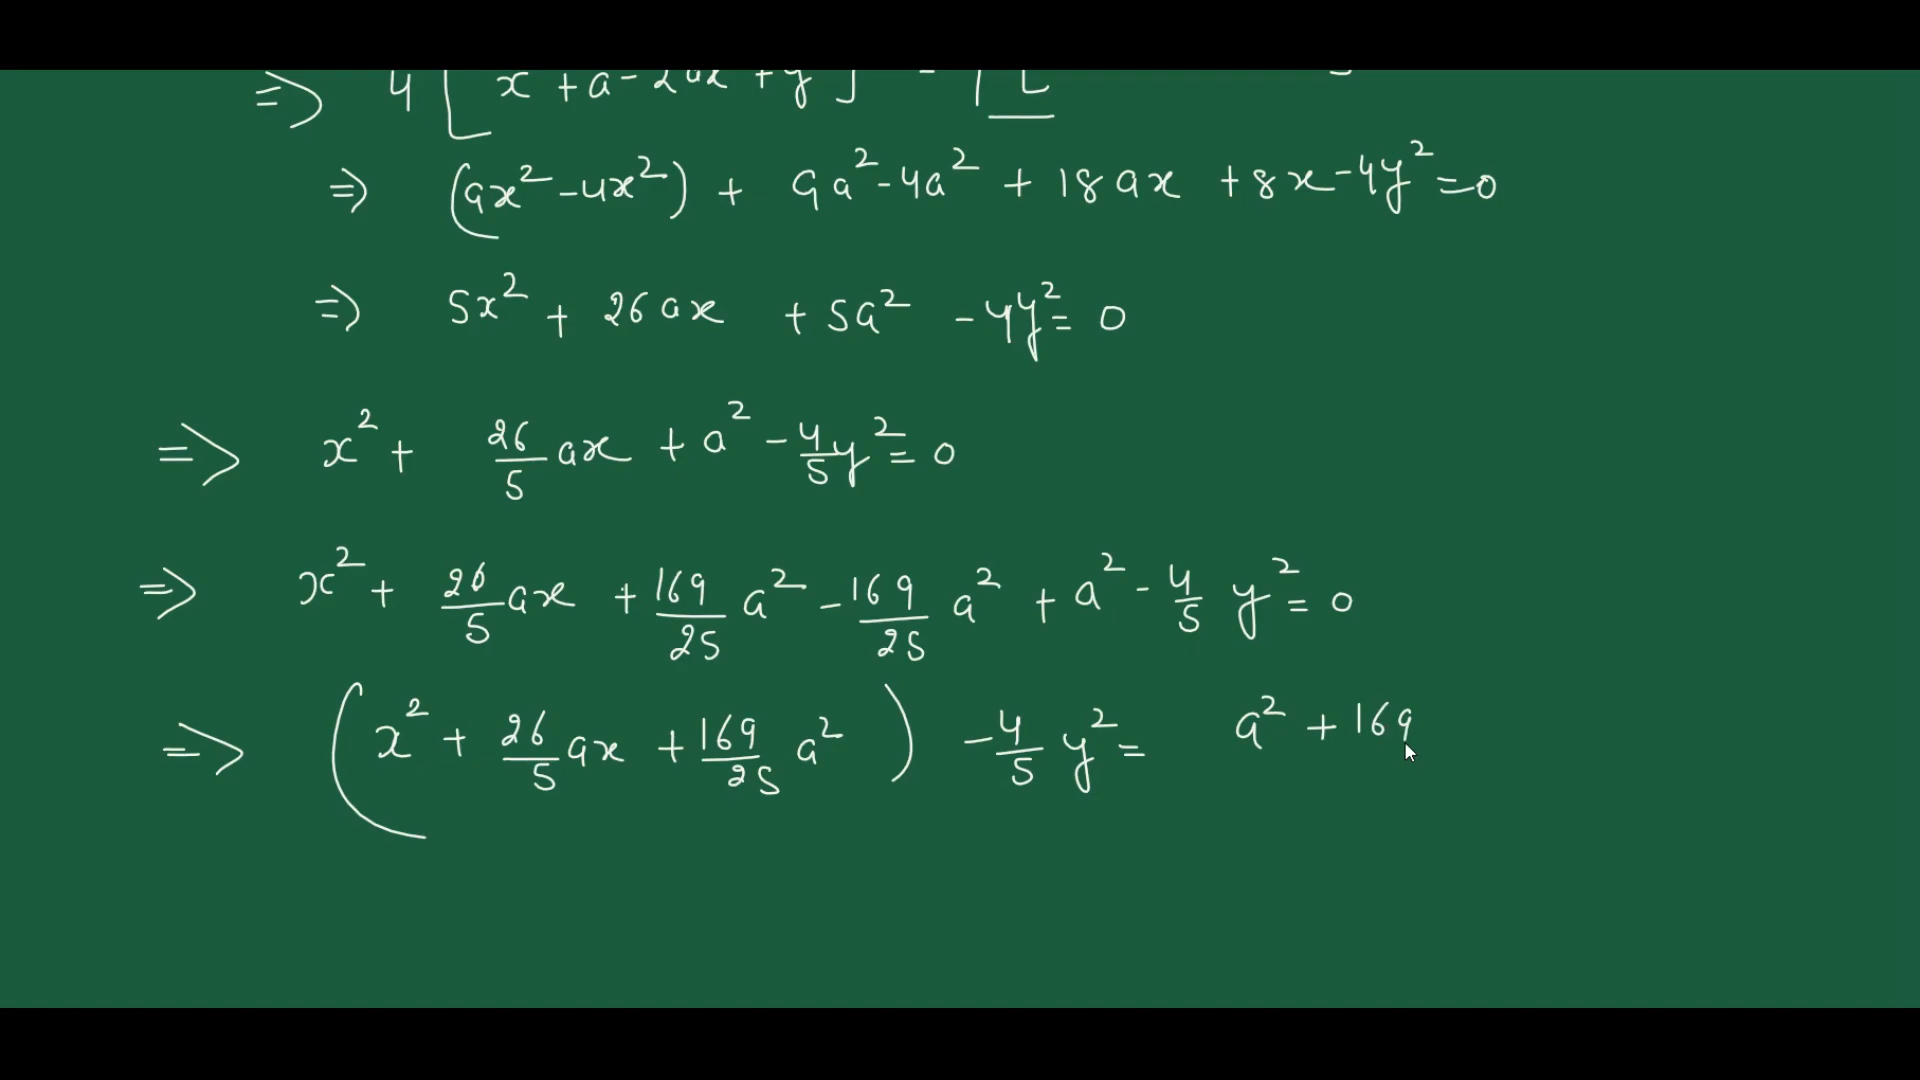 => 4 [ x + a - 2ax + y ]
=> (9x² - 4x²) + 9a² - 4a² + 18ax + 8x - 4y² = 0
=> 5x² + 26ax + 5a² - 4y² = 0
=> x² + 26/5 ax + a² - 4/5 y² = 0
=> x² + 26/5 ax + 169/25 a² - 169/25 a² + a² - 4/5 y² = 0
=> (x² + 26/5 ax + 169/25 a²) - 4/5 y² = a² + 169